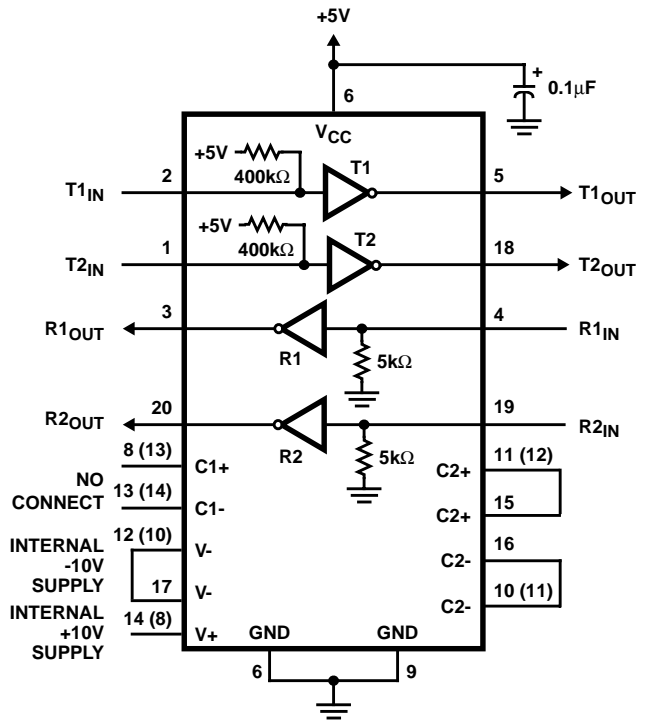 +5V
6
+
0.1μF
VCC
+5V
400kΩ
T1
T1IN
2
5
T1OUT
+5V
400kΩ
T2
T2IN
1
18
T2OUT
R1OUT
3
R1
5kΩ
4
R1IN
R2OUT
20
R2
5kΩ
19
R2IN
8 (13)
C1+
NO
CONNECT
13 (14)
C1-
12 (10)
INTERNAL
-10V
SUPPLY
V-
17
V-
INTERNAL
+10V
SUPPLY
14 (8)
V+
C2+
11 (12)
C2+
15
C2-
16
C2-
10 (11)
GND
GND
6
9